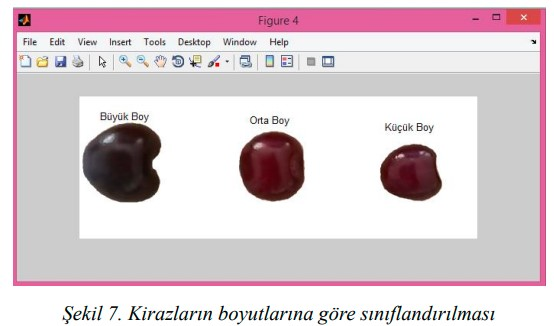 Figure 4
File Edit View Insert Tools Desktop Window Help
Büyük Boy
Orta Boy
Küçük Boy
Şekil 7. Kirazların boyutlarına göre sınıflandırılması